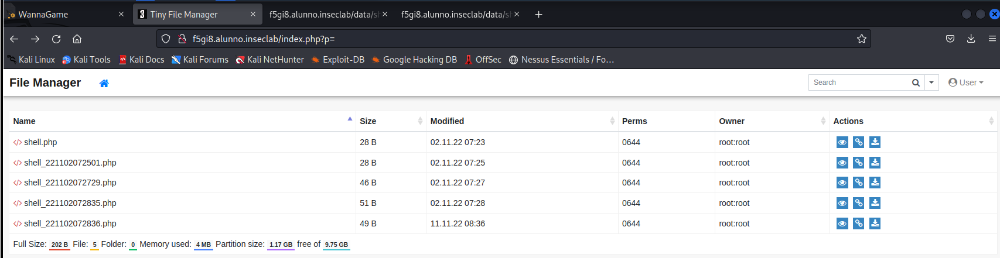 WannaGame × Tiny File Manager × f5gi8.alunno.inseclab/data/sh × f5gi8.alunno.inseclab/data/sh × +
f5gi8.alunno.inseclab/index.php?p=
Kali Linux Kali Tools Kali Docs Kali Forums Kali NetHunter Exploit-DB Google Hacking DB OffSec Nessus Essentials / Fo…
File Manager Search User
Name Size Modified Perms Owner Actions
shell.php 28 B 02.11.22 07:23 0644 root:root
shell_221102072501.php 28 B 02.11.22 07:25 0644 root:root
shell_221102072729.php 46 B 02.11.22 07:27 0644 root:root
shell_221102072835.php 51 B 02.11.22 07:28 0644 root:root
shell_221102072836.php 49 B 11.11.22 08:36 0644 root:root
Full Size: 202 B File: 5 Folder: 0 Memory used: 4 MB Partition size: 1.17 GB free of 9.75 GB